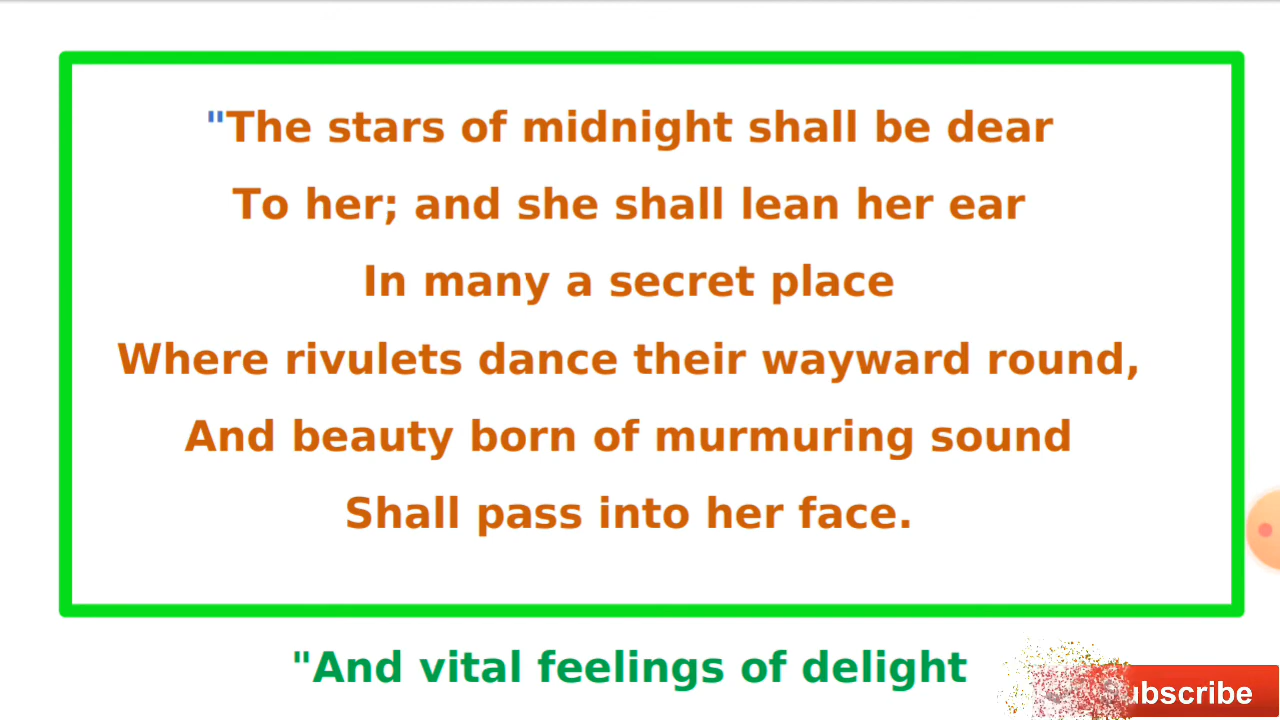 "The stars of midnight shall be dear
To her; and she shall lean her ear
In many a secret place
Where rivulets dance their wayward round,
And beauty born of murmuring sound
Shall pass into her face.
"And vital feelings of delight
ubscribe